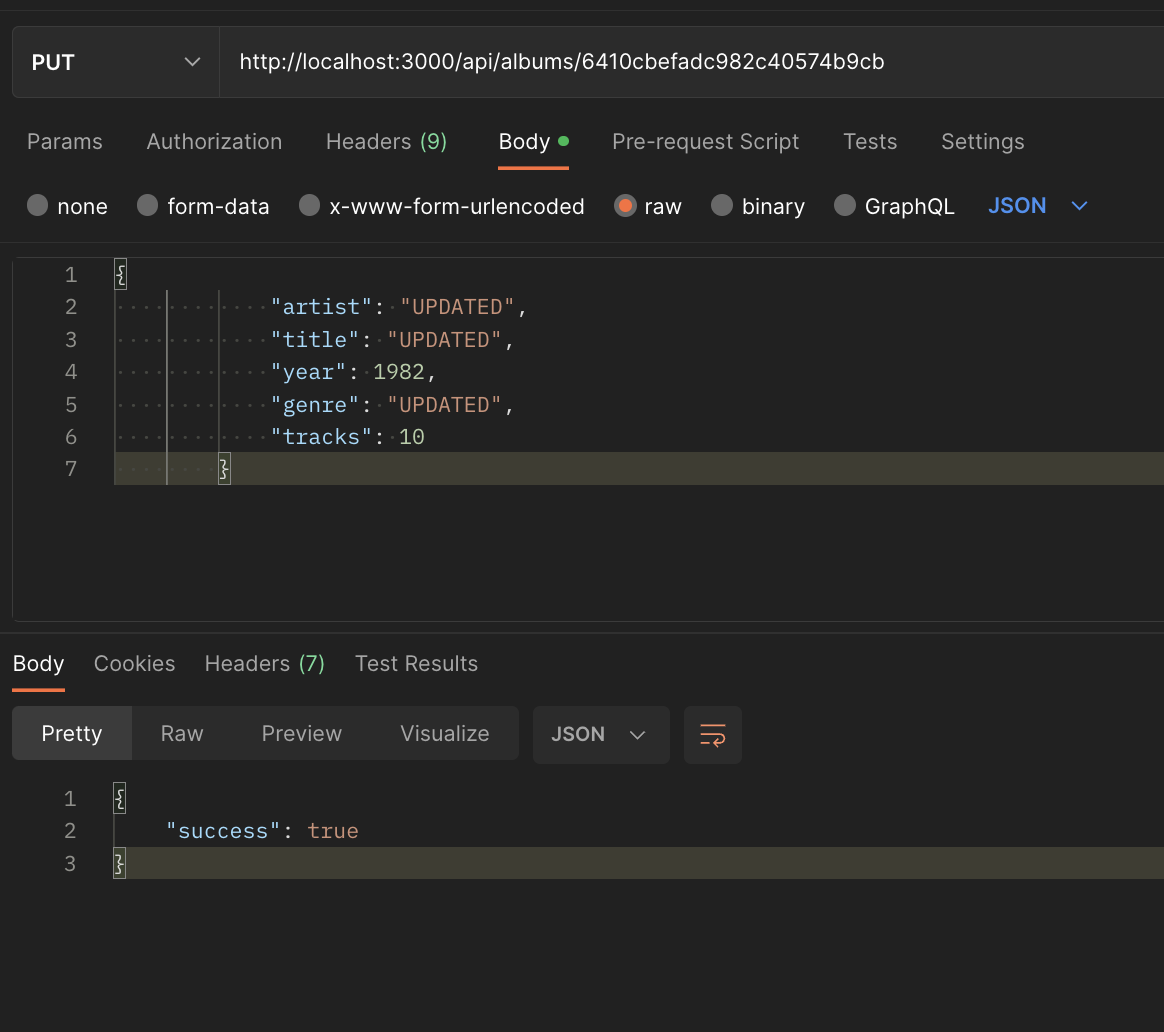 PUT http://localhost:3000/api/albums/6410cbefadc982c40574b9cb
Params Authorization Headers (9) Body Pre-request Script Tests Settings
none form-data x-www-form-urlencoded raw binary GraphQL JSON
1 {
2 "artist": "UPDATED",
3 "title": "UPDATED",
4 "year": 1982,
5 "genre": "UPDATED",
6 "tracks": 10
7 }
Body Cookies Headers (7) Test Results
Pretty Raw Preview Visualize JSON
1 {
2 "success": true
3 }